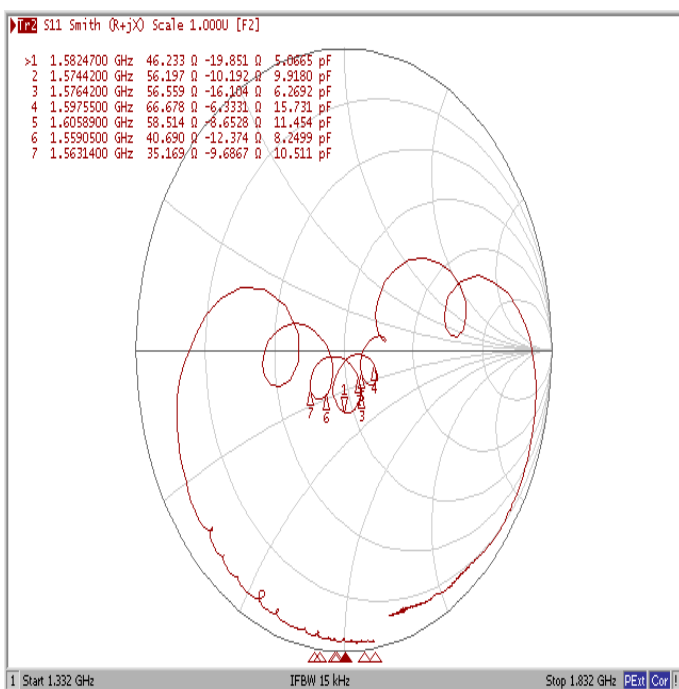 Tr2 S11 Smith (R+jX) Scale 1.000U [F2]
>1 1.5824700 GHz 46.233 Ω -19.851 Ω 5.0665 pF
2 1.5744200 GHz 56.197 Ω -10.192 Ω 9.9180 pF
3 1.5764200 GHz 56.559 Ω -16.104 Ω 6.2692 pF
4 1.5975500 GHz 66.678 Ω -6.3331 Ω 15.731 pF
5 1.6058900 GHz 58.514 Ω -8.6528 Ω 11.454 pF
6 1.5590500 GHz 40.690 Ω -12.374 Ω 8.2499 pF
7 1.5631400 GHz 35.169 Ω -9.6867 Ω 10.511 pF
1
4
7 6 3
1 Start 1.332 GHz IFBW 15 kHz Stop 1.832 GHz PExt Cor !